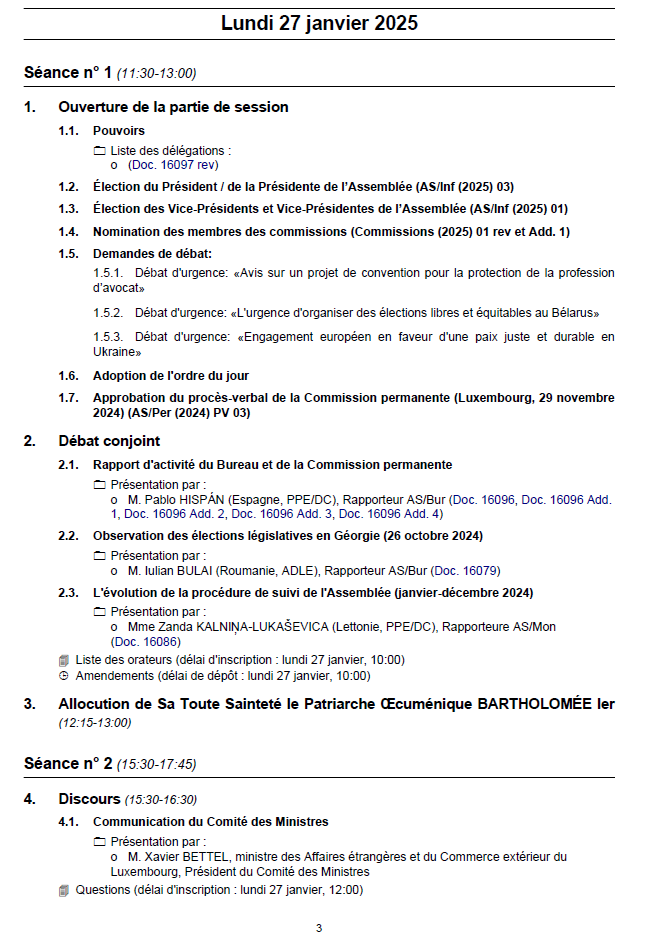 Lundi 27 janvier 2025
Séance n° 1 (11:30-13:00)
1. Ouverture de la partie de session
1.1. Pouvoirs
Liste des délégations :
o (Doc. 16097 rev)
1.2. Élection du Président / de la Présidente de l'Assemblée (AS/Inf (2025) 03)
1.3. Élection des Vice-Présidents et Vice-Présidentes de l'Assemblée (AS/Inf (2025) 01)
1.4. Nomination des membres des commissions (Commissions (2025) 01 rev et Add. 1)
1.5. Demandes de débat:
1.5.1. Débat d'urgence: «Avis sur un projet de convention pour la protection de la profession
d'avocat»
1.5.2. Débat d'urgence: «L'urgence d'organiser des élections libres et équitables au Bélarus»
1.5.3. Débat d'urgence: «Engagement européen en faveur d'une paix juste et durable en
Ukraine»
1.6. Adoption de l'ordre du jour
1.7. Approbation du procès-verbal de la Commission permanente (Luxembourg, 29 novembre
2024) (AS/Per (2024) PV 03)
2. Débat conjoint
2.1. Rapport d'activité du Bureau et de la Commission permanente
Présentation par :
o M. Pablo HISPÁN (Espagne, PPE/DC), Rapporteur AS/Bur (Doc. 16096, Doc. 16096 Add.
1, Doc. 16096 Add. 2, Doc. 16096 Add. 3, Doc. 16096 Add. 4)
2.2. Observation des élections législatives en Géorgie (26 octobre 2024)
Présentation par :
o M. Iulian BULAI (Roumanie, ADLE), Rapporteur AS/Bur (Doc. 16079)
2.3. L'évolution de la procédure de suivi de l'Assemblée (janvier-décembre 2024)
Présentation par :
o Mme Zanda KALNIŅA-LUKAŠEVICA (Lettonie, PPE/DC), Rapporteure AS/Mon
(Doc. 16086)
Liste des orateurs (délai d'inscription : lundi 27 janvier, 10:00)
Amendements (délai de dépôt : lundi 27 janvier, 10:00)
3. Allocution de Sa Toute Sainteté le Patriarche Œcuménique BARTHOLOMÉE Ier
(12:15-13:00)
Séance n° 2 (15:30-17:45)
4. Discours (15:30-16:30)
4.1. Communication du Comité des Ministres
Présentation par :
o M. Xavier BETTEL, ministre des Affaires étrangères et du Commerce extérieur du
Luxembourg, Président du Comité des Ministres
Questions (délai d'inscription : lundi 27 janvier, 12:00)
3